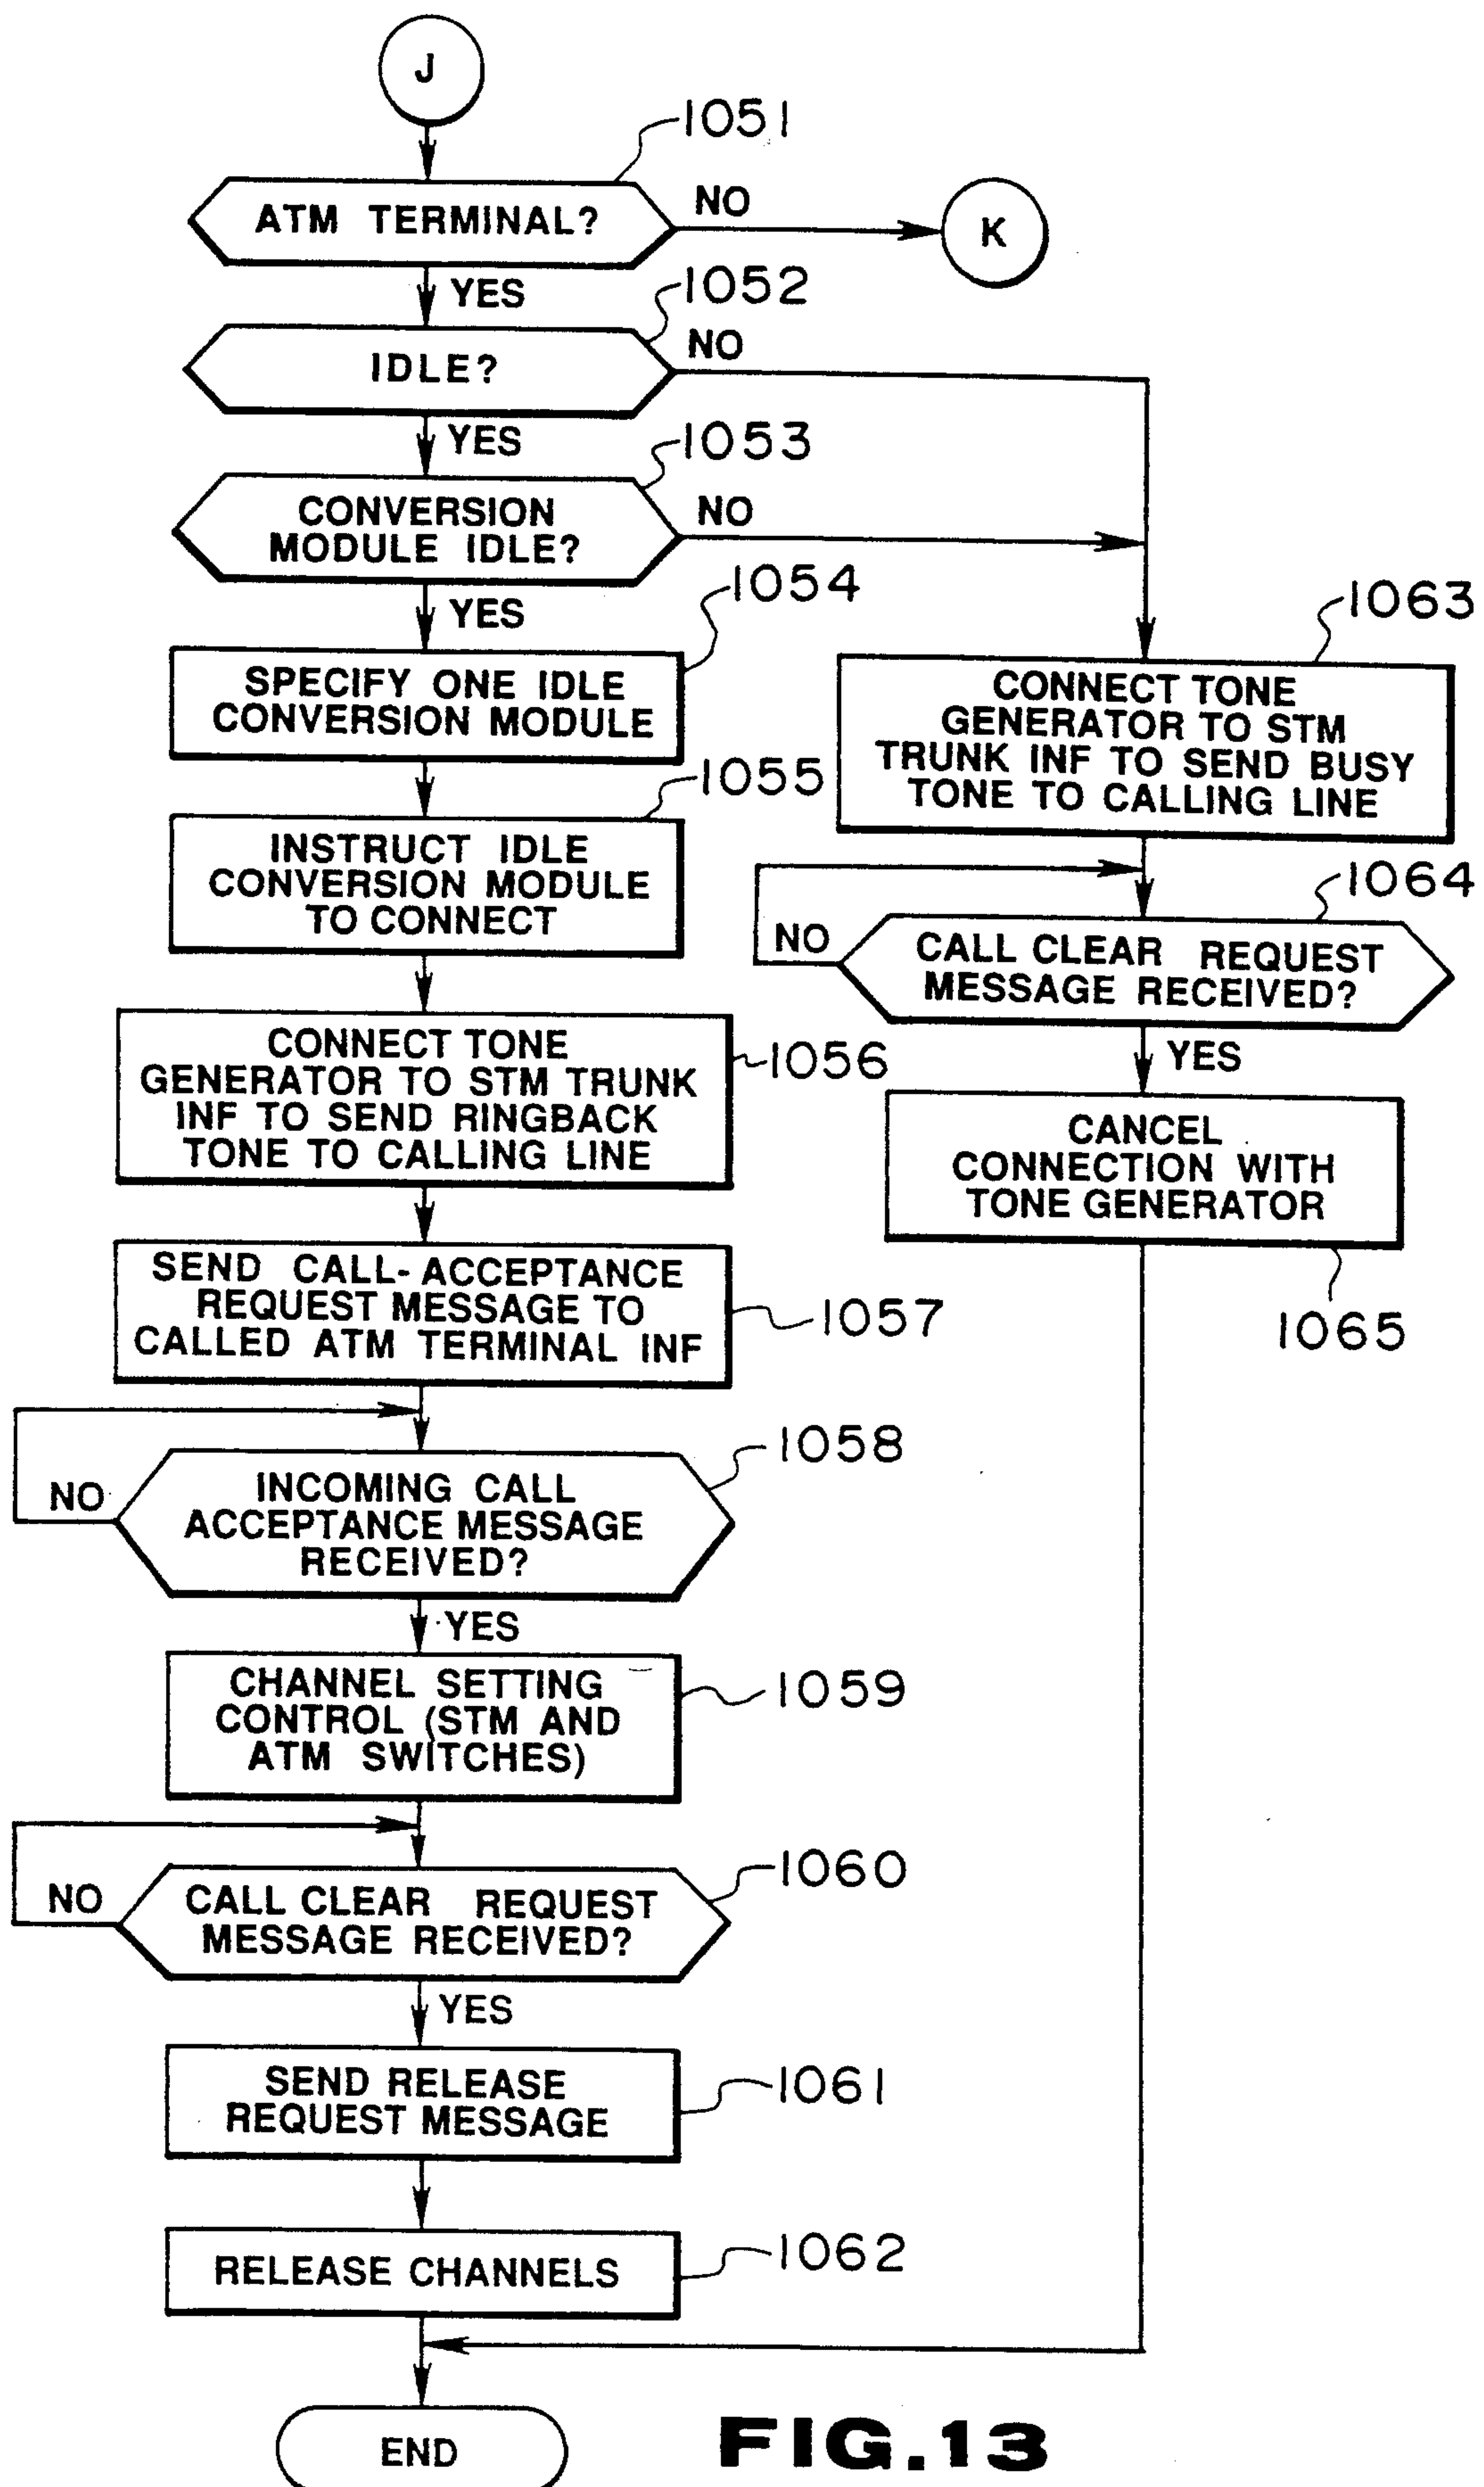 J
1051
ATM TERMINAL?
NO
K
YES
1052
IDLE?
NO
YES
1053
CONVERSION
MODULE IDLE?
NO
YES
1054
SPECIFY ONE IDLE
CONVERSION MODULE
1055
INSTRUCT IDLE
CONVERSION MODULE
TO CONNECT
CONNECT TONE
GENERATOR TO STM TRUNK
INF TO SEND RINGBACK
TONE TO CALLING LINE
1056
SEND CALL-ACCEPTANCE
REQUEST MESSAGE TO
CALLED ATM TERMINAL INF
1057
1058
NO
INCOMING CALL
ACCEPTANCE MESSAGE
RECEIVED?
YES
CHANNEL SETTING
CONTROL (STM AND
ATM SWITCHES)
1059
1060
NO
CALL CLEAR REQUEST
MESSAGE RECEIVED?
YES
SEND RELEASE
REQUEST MESSAGE
1061
RELEASE CHANNELS
1062
1063
CONNECT TONE
GENERATOR TO STM
TRUNK INF TO SEND BUSY
TONE TO CALLING LINE
1064
NO
CALL CLEAR REQUEST
MESSAGE RECEIVED?
YES
CANCEL
CONNECTION WITH
TONE GENERATOR
1065
END
FIG.13